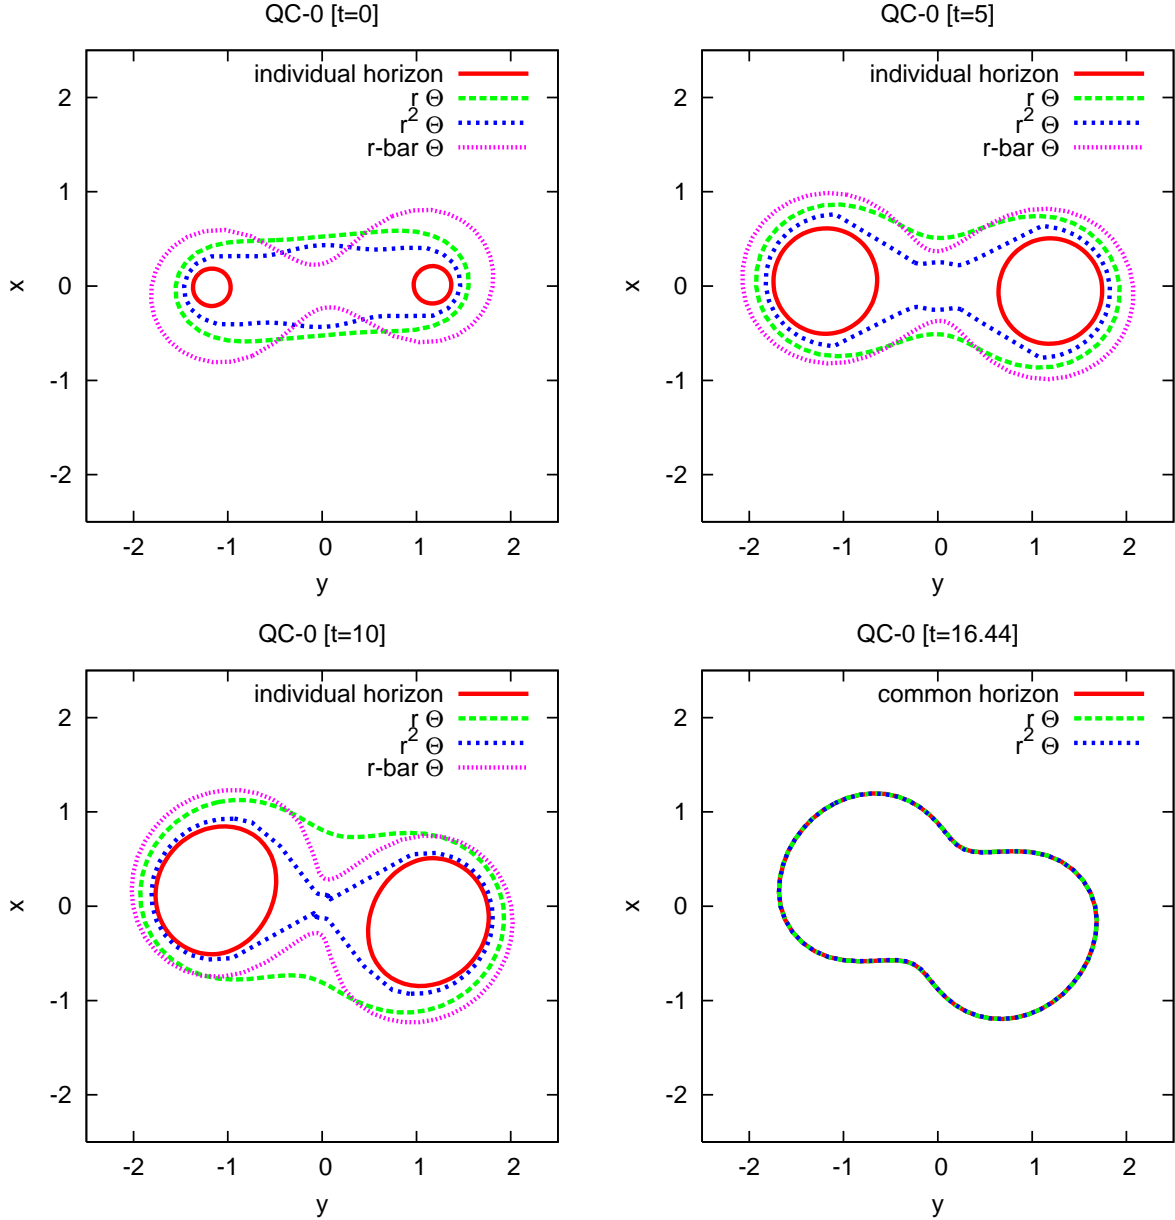 QC-0 [t=0]
individual horizon
r Θ
r² Θ
r-bar Θ
2
1
0
-1
-2
x
-2 -1 0 1 2
y
QC-0 [t=5]
individual horizon
r Θ
r² Θ
r-bar Θ
2
1
0
-1
-2
x
-2 -1 0 1 2
y
QC-0 [t=10]
individual horizon
r Θ
r² Θ
r-bar Θ
2
1
0
-1
-2
x
-2 -1 0 1 2
y
QC-0 [t=16.44]
common horizon
r Θ
r² Θ
2
1
0
-1
-2
x
-2 -1 0 1 2
y